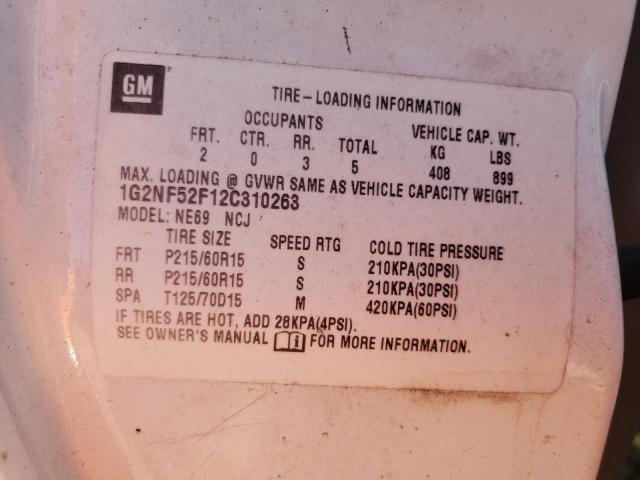 GM
TIRE-LOADING INFORMATION
OCCUPANTS VEHICLE CAP. WT.
FRT. CTR. RR. TOTAL KG LBS
2 0 3 5 408 899
MAX. LOADING @ GVWR SAME AS VEHICLE CAPACITY WEIGHT.
1G2NF52F12C310263
MODEL: NE69 NCJ
TIRE SIZE SPEED RTG COLD TIRE PRESSURE
FRT P215/60R15 S 210KPA(30PSI)
RR P215/60R15 S 210KPA(30PSI)
SPA T125/70D15 M 420KPA(60PSI)
IF TIRES ARE HOT, ADD 28KPA(4PSI).
SEE OWNER'S MANUAL i FOR MORE INFORMATION.